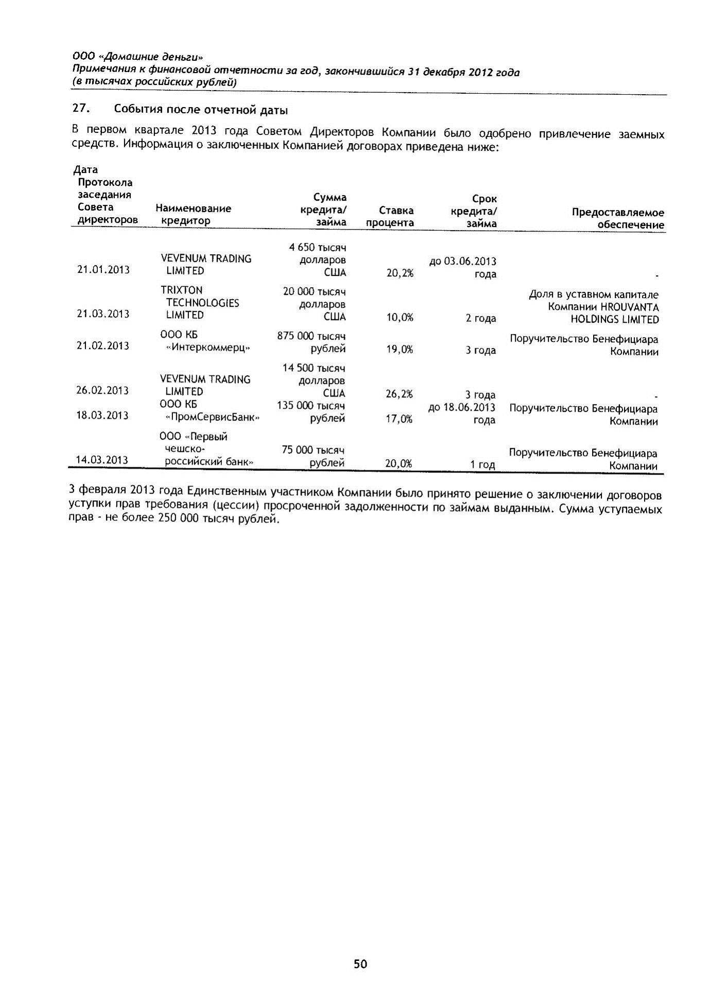 ООО «Домашние деньги»
Примечания к финансовой отчетности за год, закончившийся 31 декабря 2012 года
(в тысячах российских рублей)
27. События после отчетной даты
В первом квартале 2013 года Советом Директоров Компании было одобрено привлечение заемных
средств. Информация о заключенных Компанией договорах приведена ниже:
Дата
Протокола
заседания
Совета
директоров
Наименование
кредитор
Сумма
кредита/
займа
Ставка
процента
Срок
кредита/
займа
Предоставляемое
обеспечение
21.01.2013
VEVENUM TRADING
LIMITED
4 650 тысяч
долларов
США
20,2%
до 03.06.2013
года
-
21.03.2013
TRIXTON
TECHNOLOGIES
LIMITED
20 000 тысяч
долларов
США
10,0%
2 года
Доля в уставном капитале
Компании HROUVANTA
HOLDINGS LIMITED
21.02.2013
ООО КБ
«Интеркоммерц»
875 000 тысяч
рублей
19,0%
3 года
Поручительство Бенефициара
Компании
26.02.2013
VEVENUM TRADING
LIMITED
14 500 тысяч
долларов
США
26,2%
3 года
-
18.03.2013
ООО КБ
«ПромСервисБанк»
135 000 тысяч
рублей
17,0%
до 18.06.2013
года
Поручительство Бенефициара
Компании
14.03.2013
ООО «Первый
чешско-
российский банк»
75 000 тысяч
рублей
20,0%
1 год
Поручительство Бенефициара
Компании
3 февраля 2013 года Единственным участником Компании было принято решение о заключении договоров
уступки прав требования (цессии) просроченной задолженности по займам выданным. Сумма уступаемых
прав - не более 250 000 тысяч рублей.
50